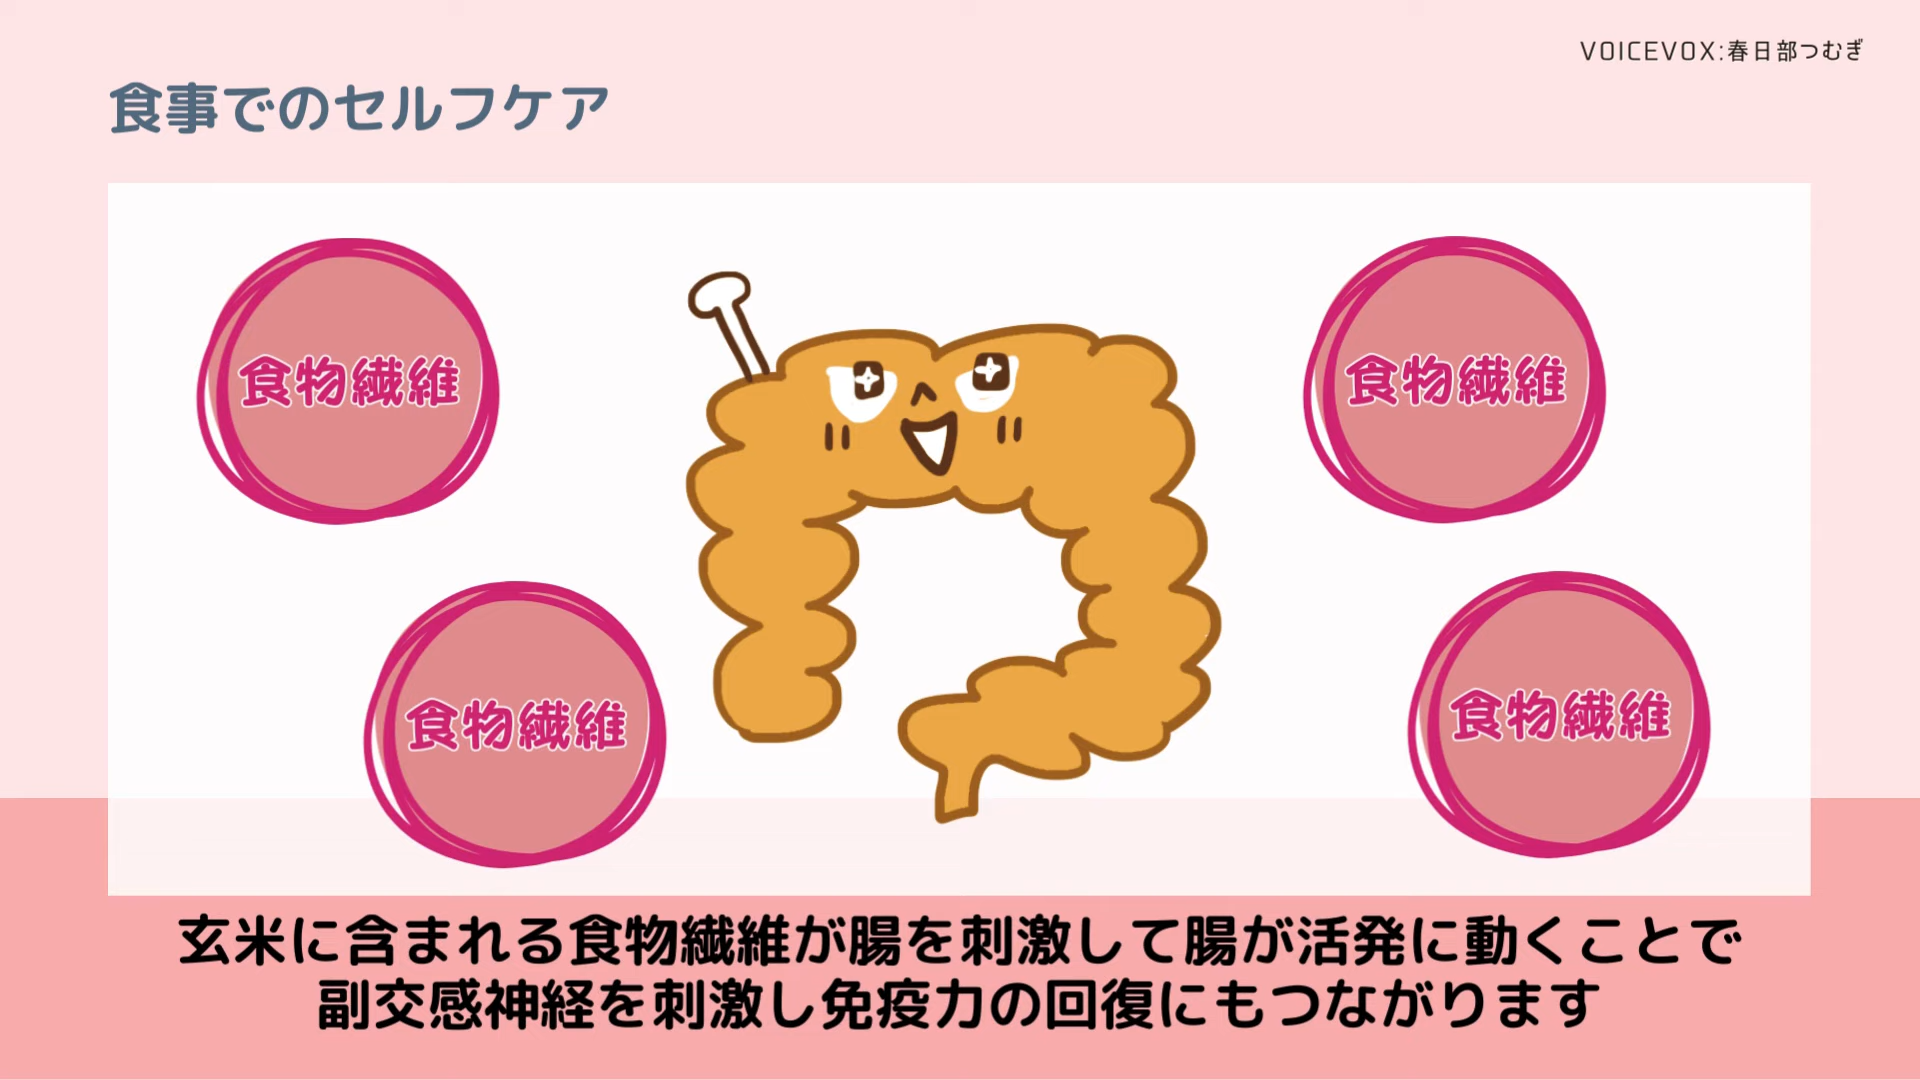 VOICEVOX:春日部つむぎ
食事でのセルフケア
食物繊維
食物繊維
食物繊維
食物繊維
玄米に含まれる食物繊維が腸を刺激して腸が活発に動くことで
副交感神経を刺激し免疫力の回復にもつながります